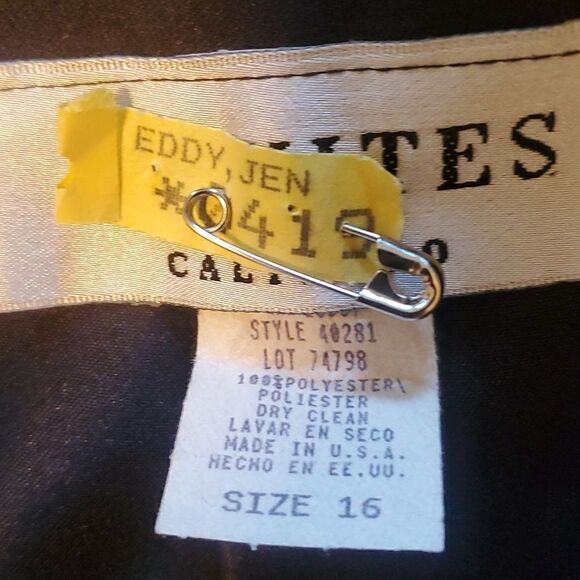 EDDY, JEN
*0419
STYLE 40281
LOT 74798
100%POLYESTER\
POLIESTER
DRY CLEAN
LAVAR EN SECO
MADE IN U.S.A.
HECHO EN EE.UU.
SIZE 16